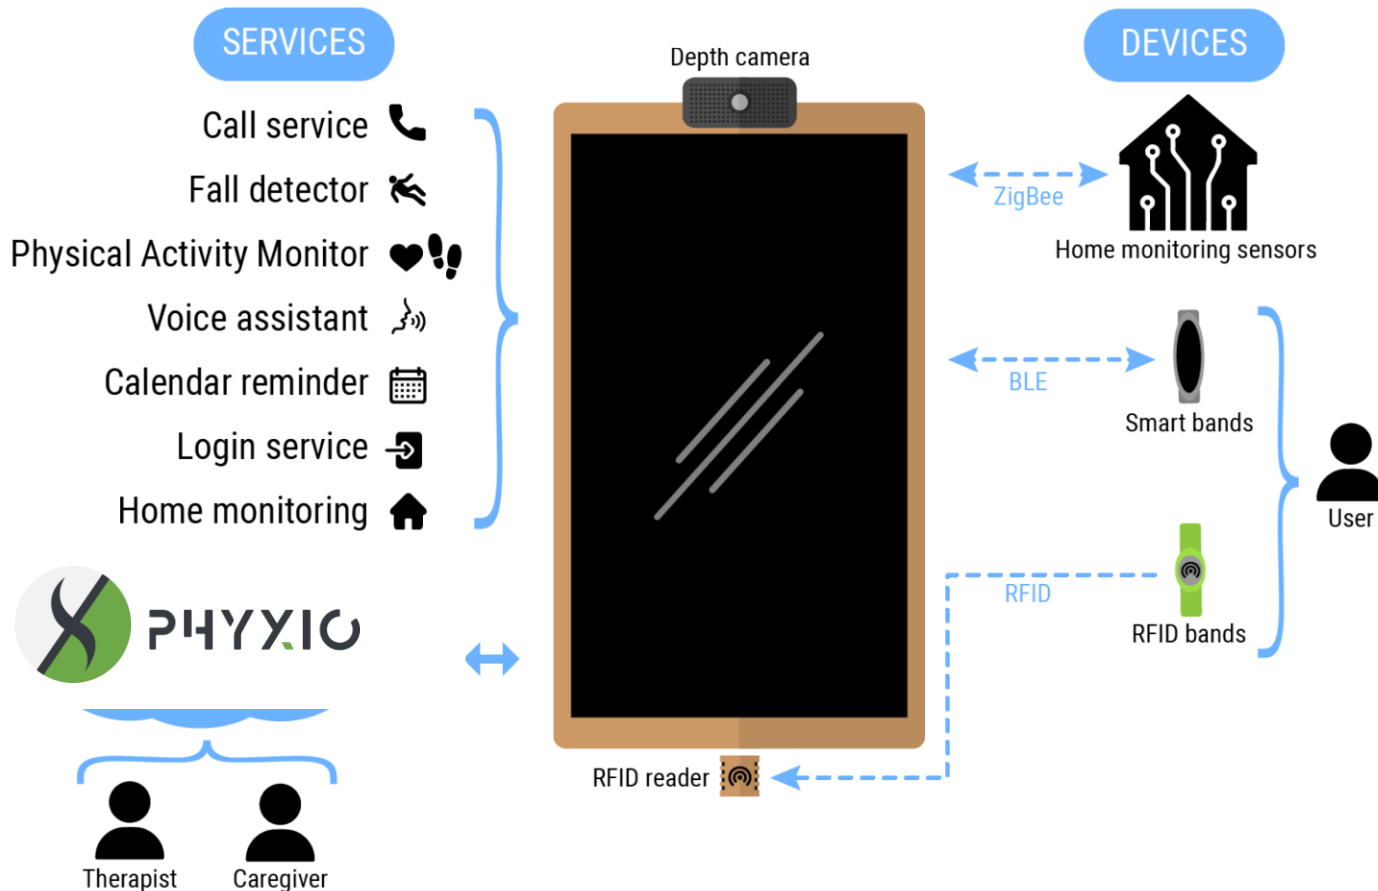 SERVICES
Call service
Fall detector
Physical Activity Monitor
Voice assistant
Calendar reminder
Login service
Home monitoring
PHYXIO
Therapist
Caregiver
Depth camera
RFID reader
DEVICES
ZigBee
Home monitoring sensors
BLE
Smart bands
User
RFID
RFID bands